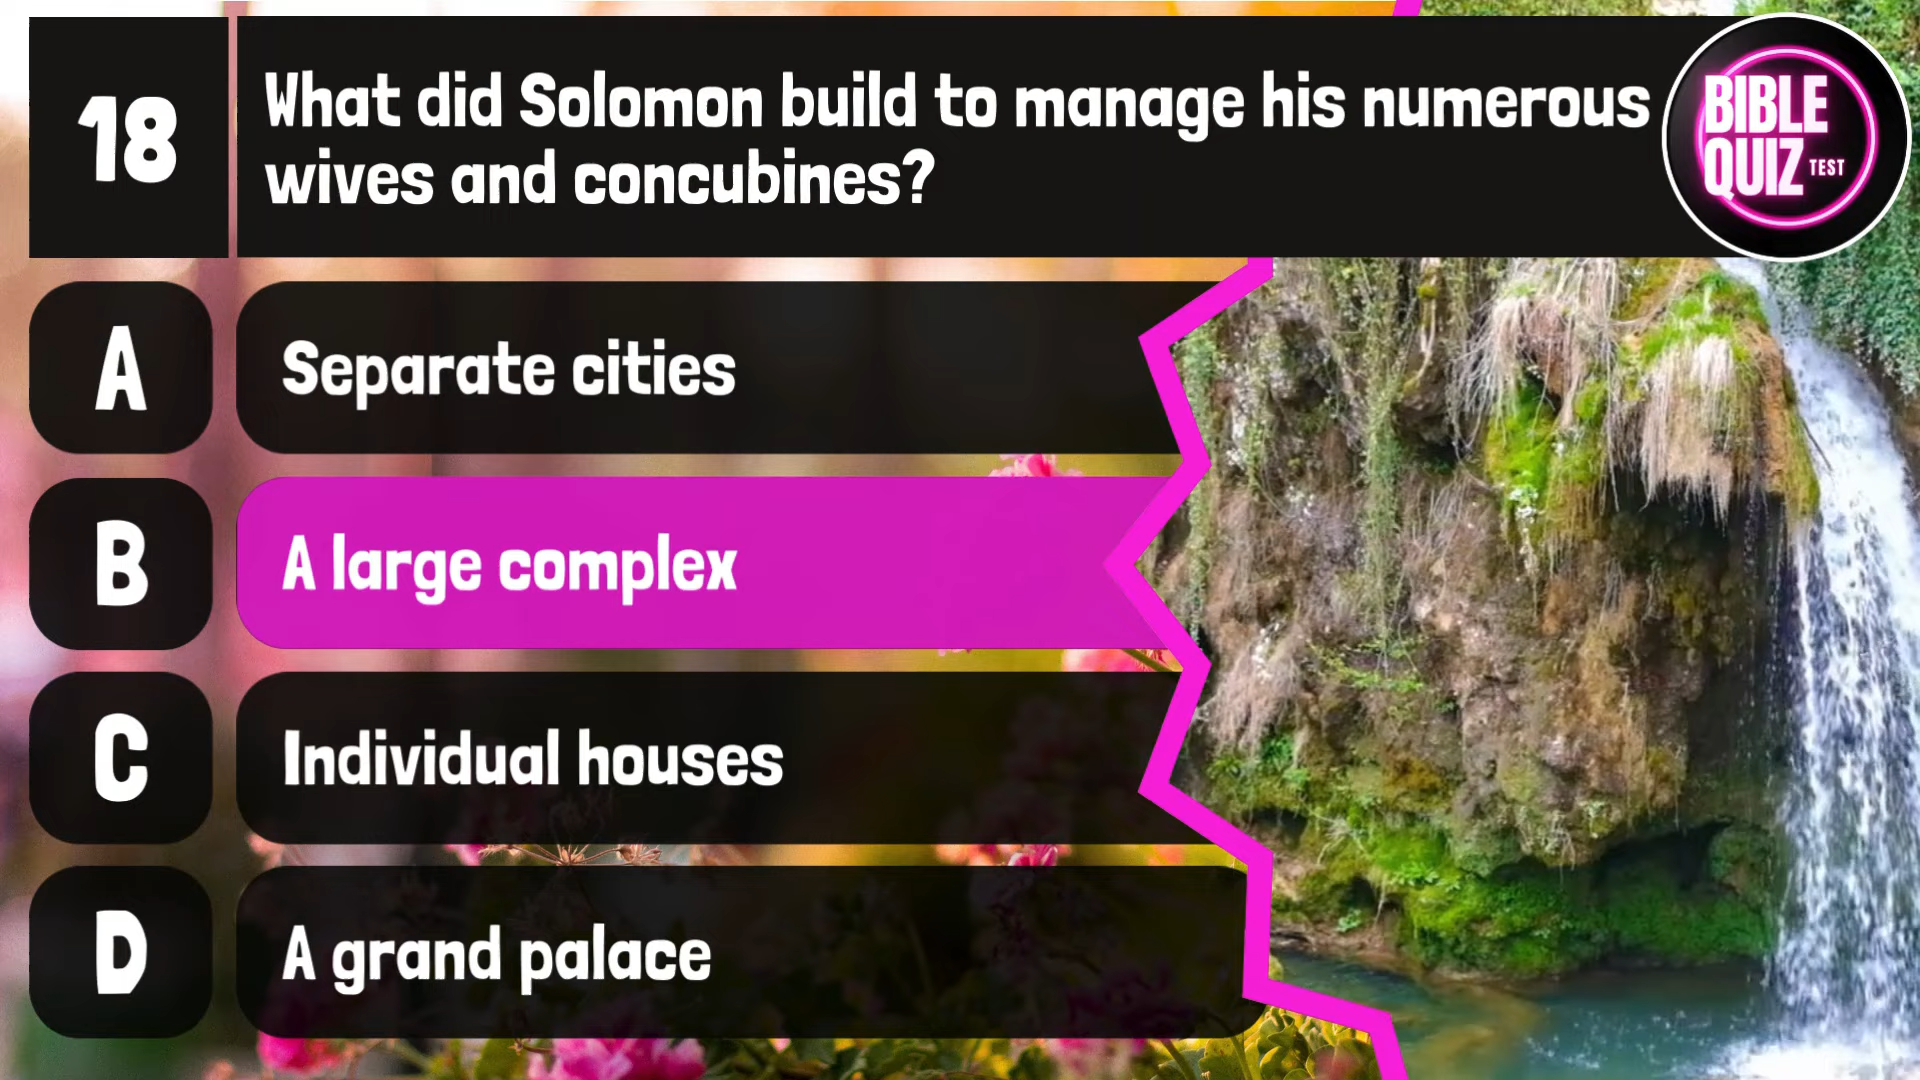 18
What did Solomon build to manage his numerous
wives and concubines?
BIBLE
QUIZ TEST
A
Separate cities
B
A large complex
C
Individual houses
D
A grand palace